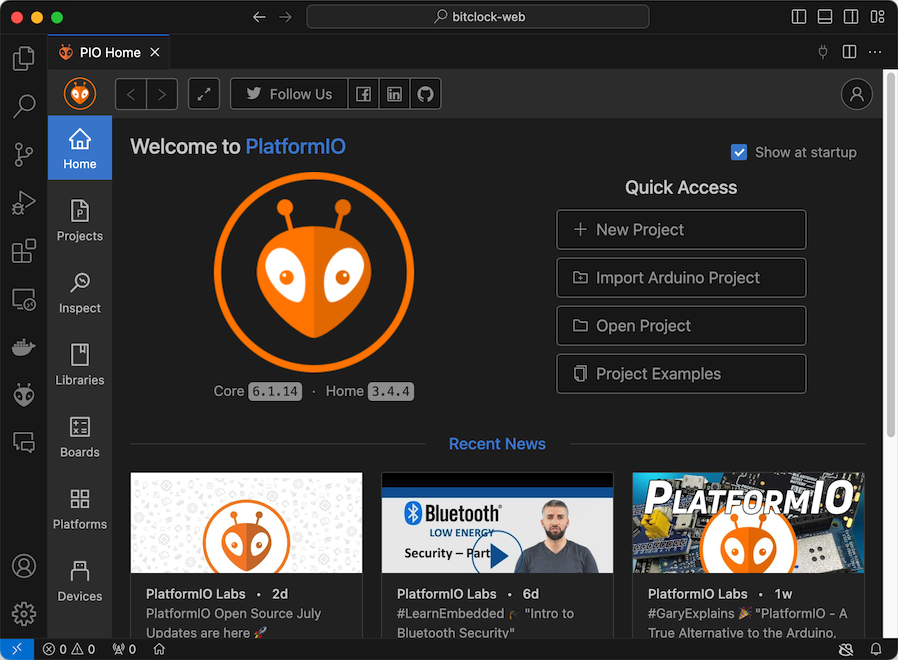 bitclock-web
PIO Home
Follow Us
Home
Projects
Inspect
Libraries
Boards
Platforms
Devices
Welcome to PlatformIO
Show at startup
Quick Access
New Project
Import Arduino Project
Open Project
Project Examples
Core 6.1.14 · Home 3.4.4
Recent News
Bluetooth®
LOW ENERGY
Security – Part
PlatformIO Labs • 2d
PlatformIO Open Source July
Updates are here 🚀
PlatformIO Labs • 6d
#LearnEmbedded 🎓 "Intro to
Bluetooth Security"
PLATFORMIO
PlatformIO Labs • 1w
#GaryExplains 🎉 "PlatformIO - A
True Alternative to the Arduino,
0 0 0